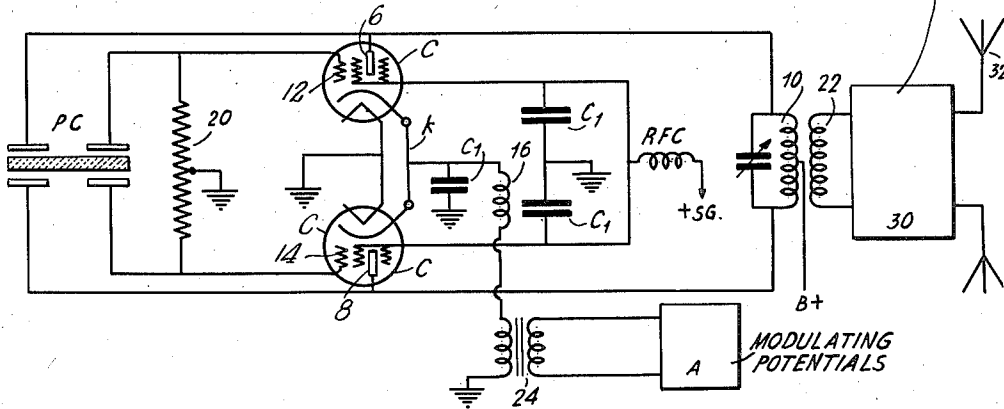 6
C
12
PC
20
K
C1
16
C1
RFC
+SG.
C1
10
22
30
32
C
14
C
8
B+
24
A
MODULATING
POTENTIALS